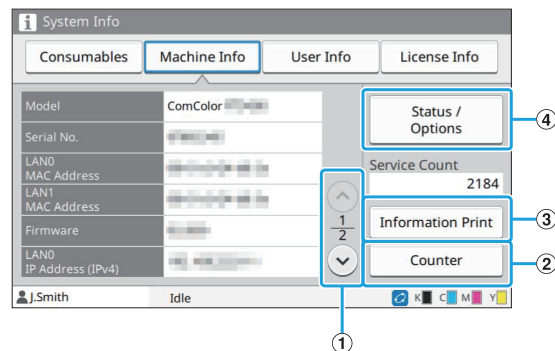 i System Info
Consumables Machine Info User Info License Info
Model ComColor
Serial No.
LAN0
MAC Address
LAN1
MAC Address
Firmware
LAN0
IP Address (IPv4)
1
2
Status /
Options
Service Count
2184
Information Print
Counter
J.Smith Idle K C M Y
4
3
2
1